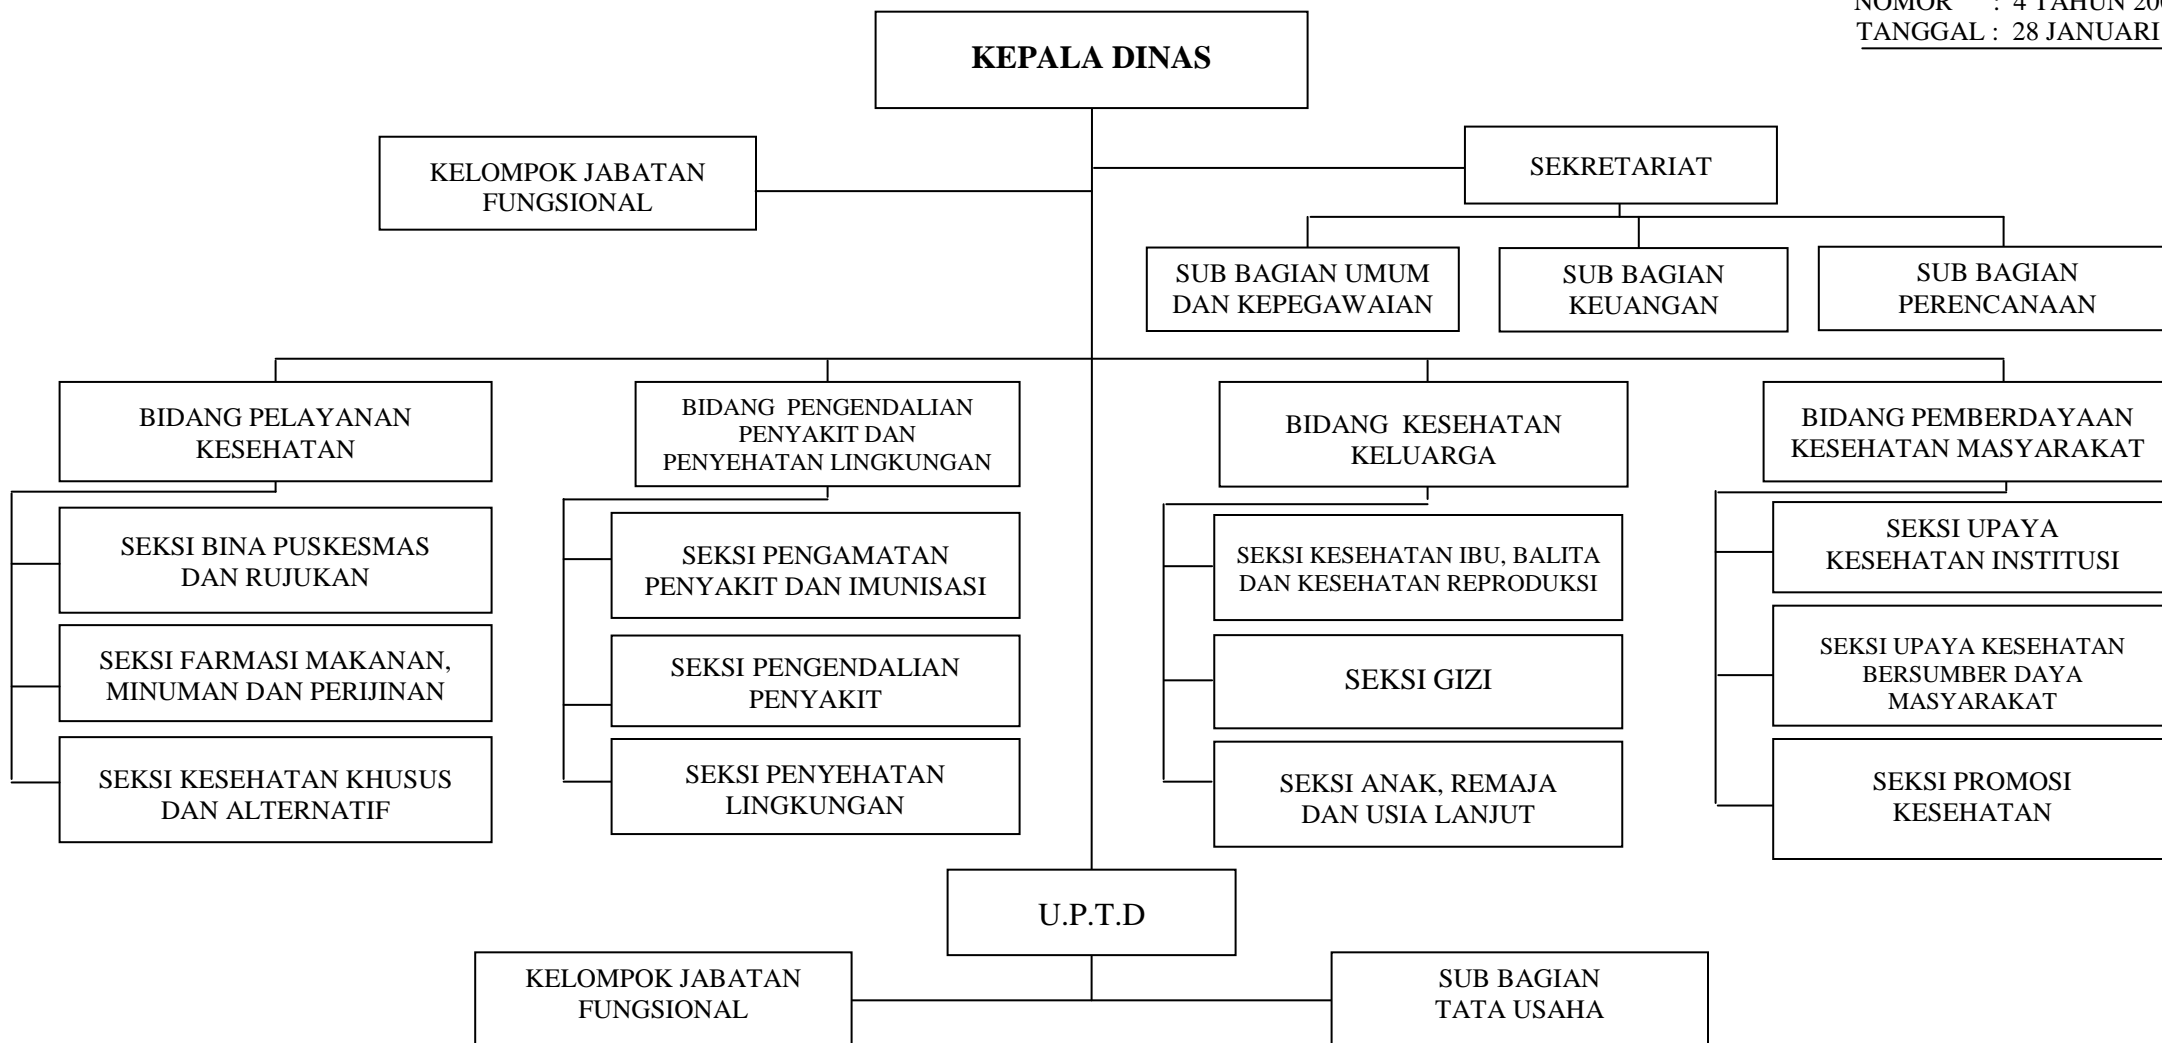 NOMOR : 4 TAHUN
TANGGAL : 28 JANUARI
KEPALA DINAS
KELOMPOK JABATAN
FUNGSIONAL
SEKRETARIAT
SUB BAGIAN UMUM
DAN KEPEGAWAIAN
SUB BAGIAN
KEUANGAN
SUB BAGIAN
PERENCANAAN
BIDANG PELAYANAN
KESEHATAN
BIDANG PENGENDALIAN
PENYAKIT DAN
PENYEHATAN LINGKUNGAN
BIDANG KESEHATAN
KELUARGA
BIDANG PEMBERDAYAAN
KESEHATAN MASYARAKAT
SEKSI BINA PUSKESMAS
DAN RUJUKAN
SEKSI FARMASI MAKANAN,
MINUMAN DAN PERIJINAN
SEKSI KESEHATAN KHUSUS
DAN ALTERNATIF
SEKSI PENGAMATAN
PENYAKIT DAN IMUNISASI
SEKSI PENGENDALIAN
PENYAKIT
SEKSI PENYEHATAN
LINGKUNGAN
SEKSI KESEHATAN IBU, BALITA
DAN KESEHATAN REPRODUKSI
SEKSI GIZI
SEKSI ANAK, REMAJA
DAN USIA LANJUT
SEKSI UPAYA
KESEHATAN INSTITUSI
SEKSI UPAYA KESEHATAN
BERSUMBER DAYA
MASYARAKAT
SEKSI PROMOSI
KESEHATAN
U.P.T.D
KELOMPOK JABATAN
FUNGSIONAL
SUB BAGIAN
TATA USAHA